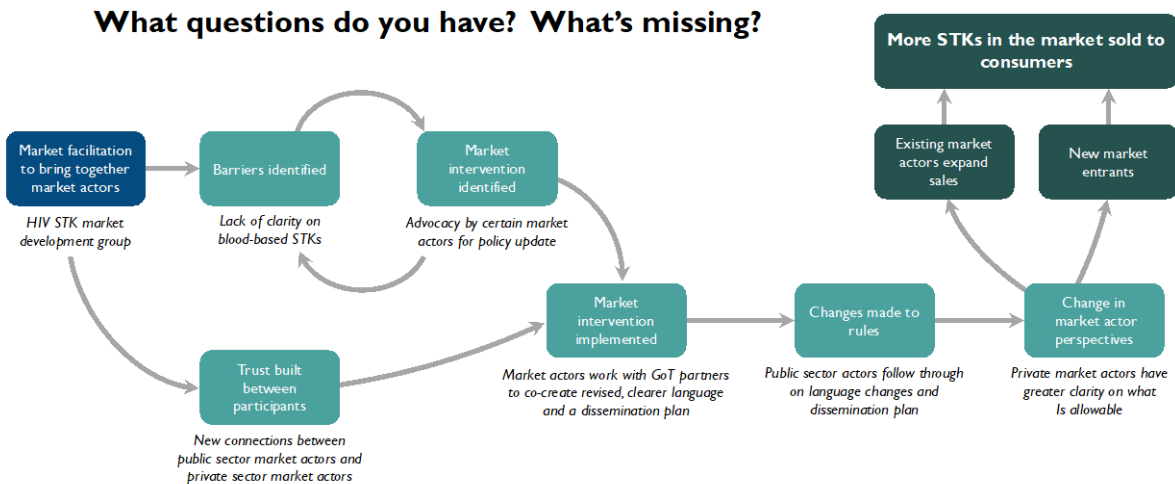 What questions do you have? What's missing?
More STKs in the market sold to
consumers
Existing market
actors expand
sales
New market
entrants
Market facilitation
to bring together
market actors
HIV STK market
development group
Barriers identified
Lack of clarity on
blood-based STKs
Market
intervention
identified
Advocacy by certain market
actors for policy update
Trust built
between
participants
New connections between
public sector market actors and
private sector market actors
Market
intervention
implemented
Market actors work with GoT partners
to co-create revised, clearer language
and a dissemination plan
Changes made to
rules
Public sector actors follow through
on language changes and
dissemination plan
Change in
market actor
perspectives
Private market actors have
greater clarity on what
Is allowable